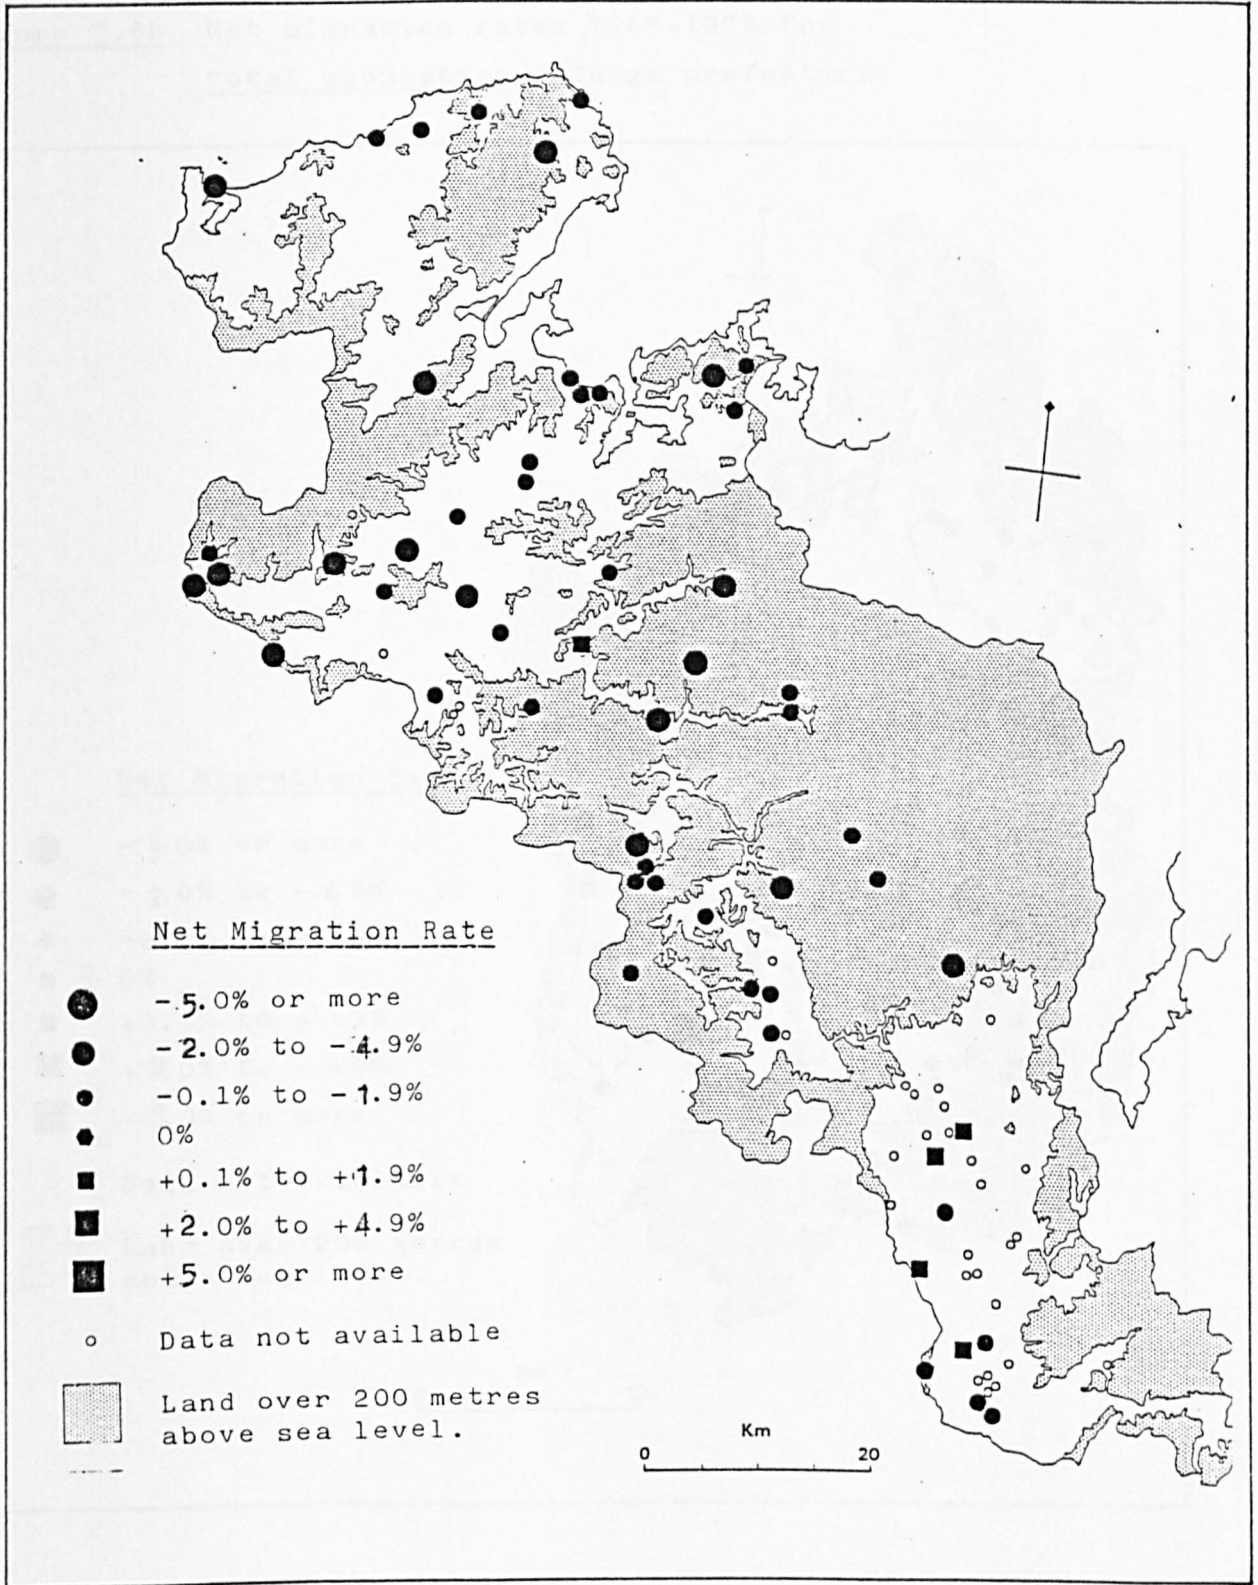 Net Migration Rate
-5.0% or more
-2.0% to -4.9%
-0.1% to -1.9%
0%
+0.1% to +1.9%
+2.0% to +4.9%
+5.0% or more
Data not available
Land over 200 metres
above sea level.
Km
0 20